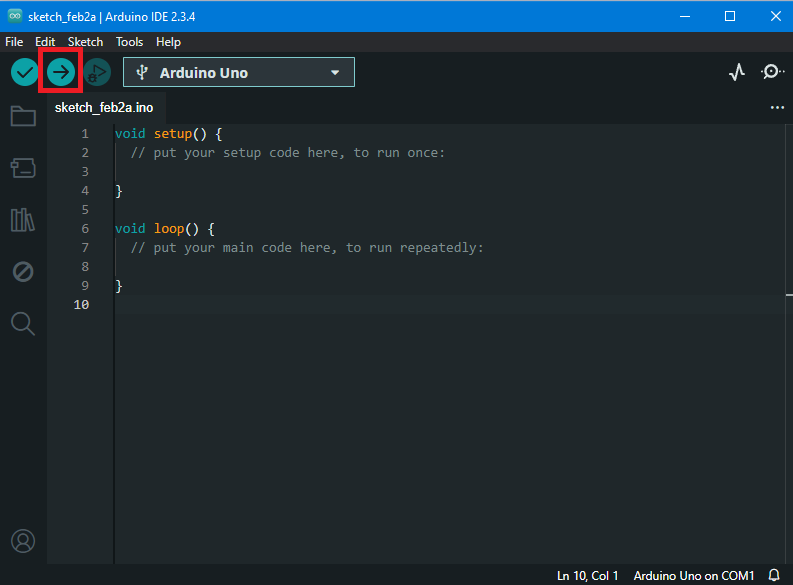 sketch_feb2a | Arduino IDE 2.3.4
File Edit Sketch Tools Help
Arduino Uno
sketch_feb2a.ino
1 void setup() {
2 // put your setup code here, to run once:
3
4 }
5
6 void loop() {
7 // put your main code here, to run repeatedly:
8
9 }
10
Ln 10, Col 1 Arduino Uno on COM1